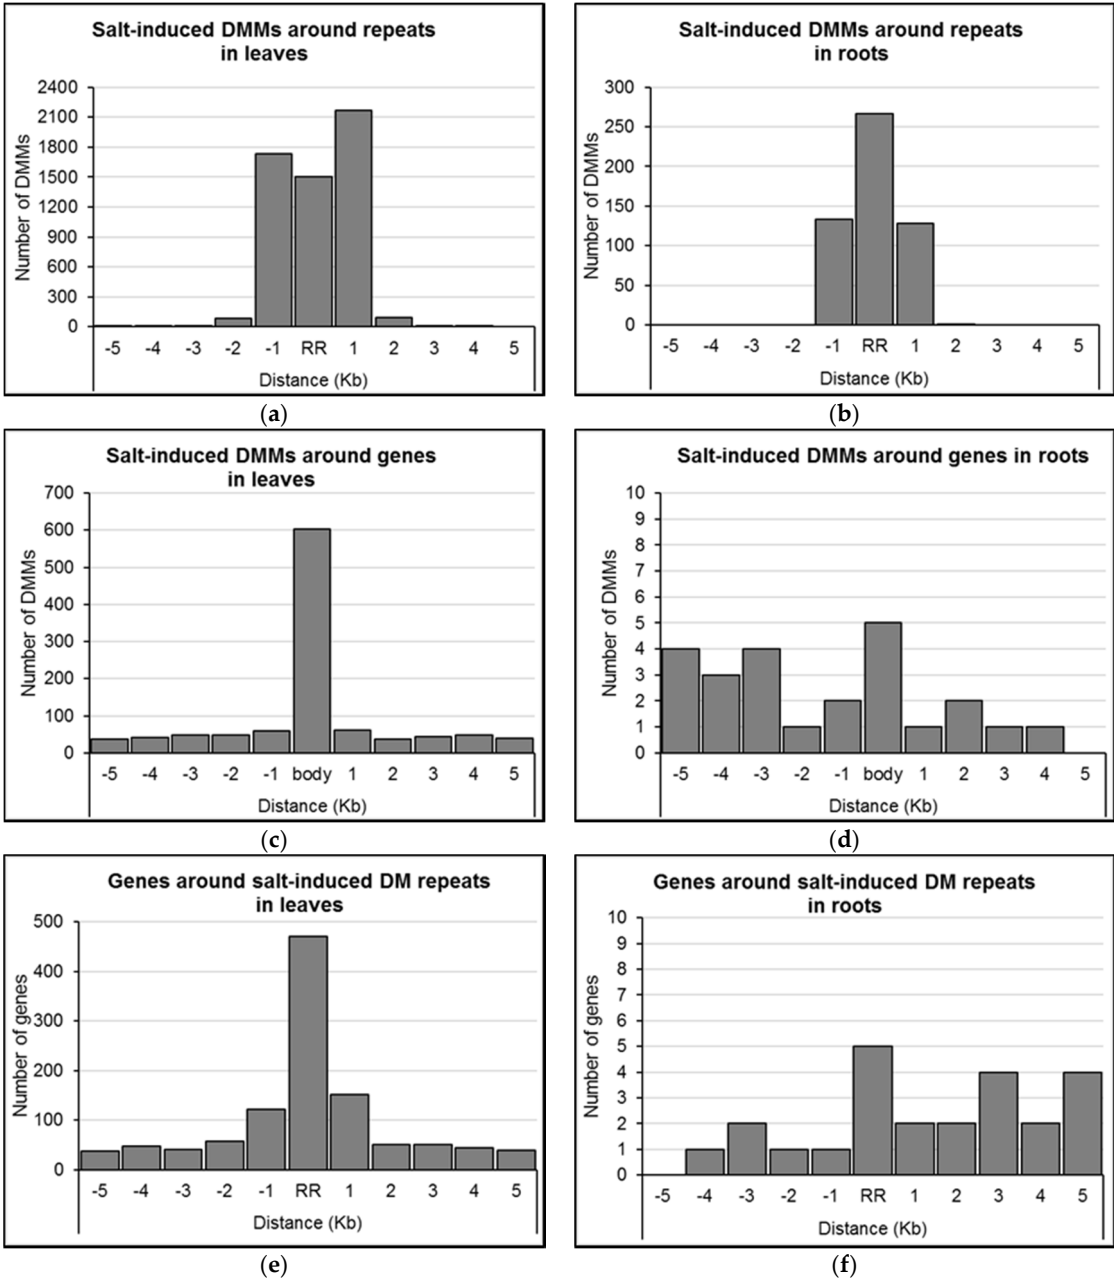 Salt-induced DMMs around repeats
in leaves
Number of DMMs
2400
2100
1800
1500
1200
900
600
300
0
-5 -4 -3 -2 -1 RR 1 2 3 4 5
Distance (Kb)
(a)
Salt-induced DMMs around repeats
in roots
Number of DMMs
300
250
200
150
100
50
0
-5 -4 -3 -2 -1 RR 1 2 3 4 5
Distance (Kb)
(b)
Salt-induced DMMs around genes
in leaves
Number of DMMs
700
600
500
400
300
200
100
0
-5 -4 -3 -2 -1 body 1 2 3 4 5
Distance (Kb)
(c)
Salt-induced DMMs around genes in roots
Number of DMMs
10
9
8
7
6
5
4
3
2
1
0
-5 -4 -3 -2 -1 body 1 2 3 4 5
Distance (Kb)
(d)
Genes around salt-induced DM repeats
in leaves
Number of genes
500
400
300
200
100
0
-5 -4 -3 -2 -1 RR 1 2 3 4 5
Distance (Kb)
(e)
Genes around salt-induced DM repeats
in roots
Number of genes
10
9
8
7
6
5
4
3
2
1
0
-5 -4 -3 -2 -1 RR 1 2 3 4 5
Distance (Kb)
(f)